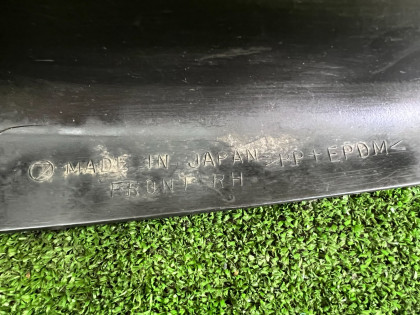 MADE IN JAPAN >PP+EPDM<
FRONT RH